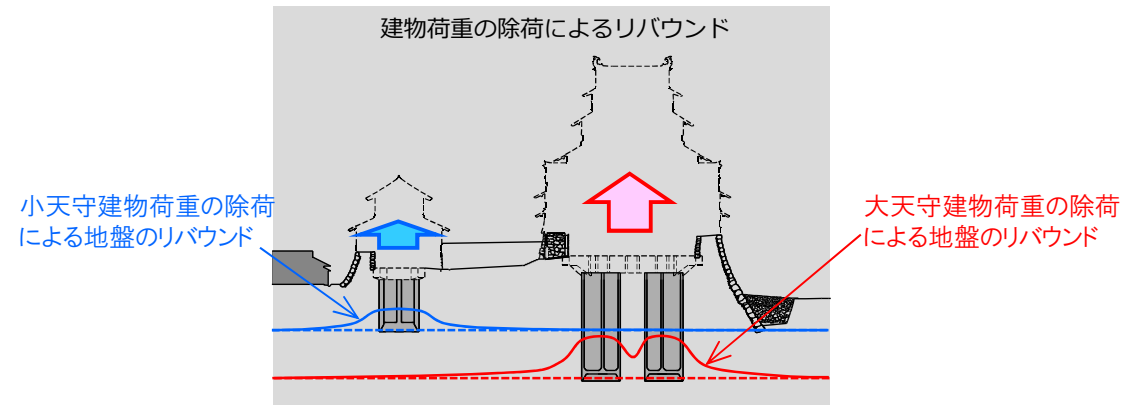 建物荷重の除荷によるリバウンド
小天守建物荷重の除荷
による地盤のリバウンド
大天守建物荷重の除荷
による地盤のリバウンド